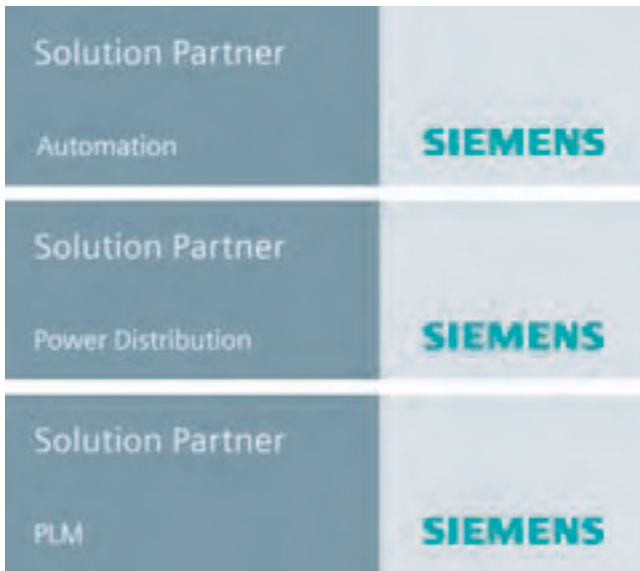 Solution Partner
Automation
SIEMENS
Solution Partner
Power Distribution
SIEMENS
Solution Partner
PLM
SIEMENS